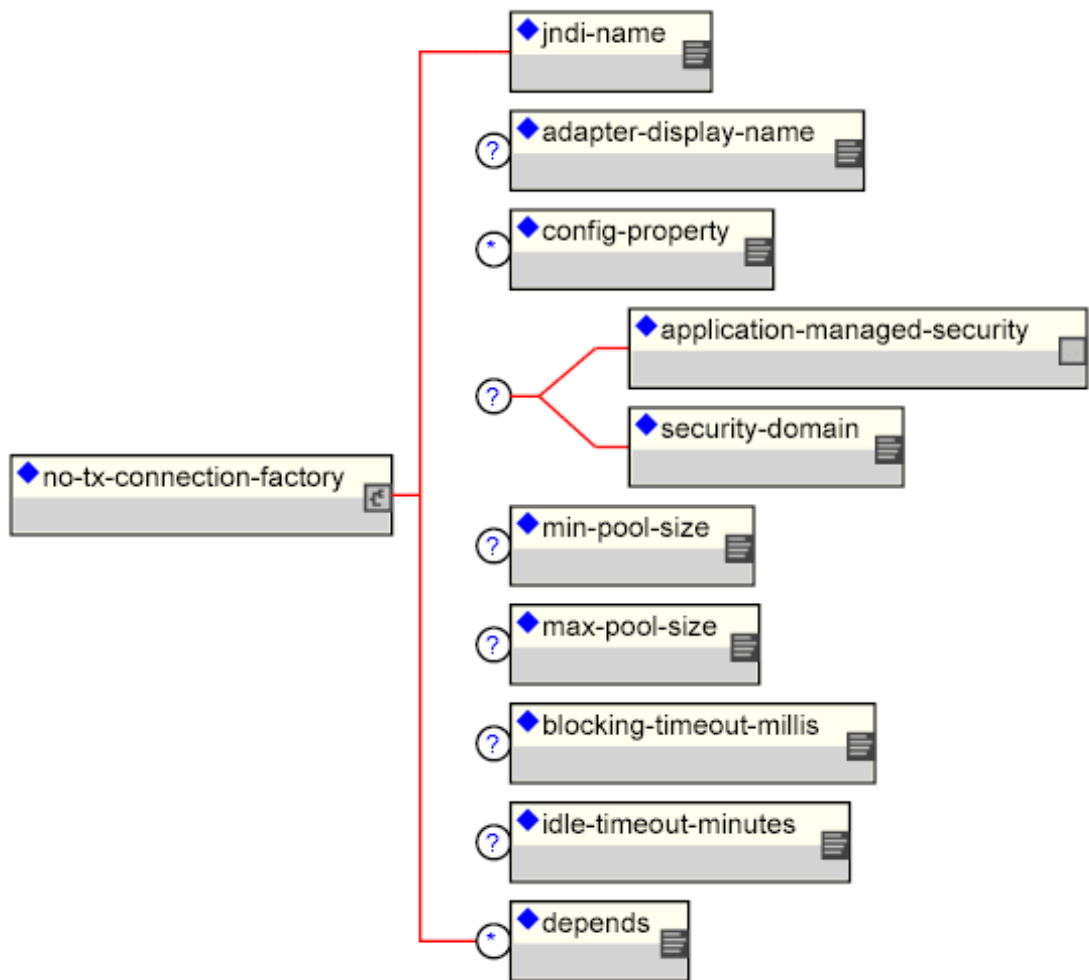 jndi-name
? adapter-display-name
* config-property
application-managed-security
?
security-domain
no-tx-connection-factory
? min-pool-size
? max-pool-size
? blocking-timeout-millis
? idle-timeout-minutes
* depends